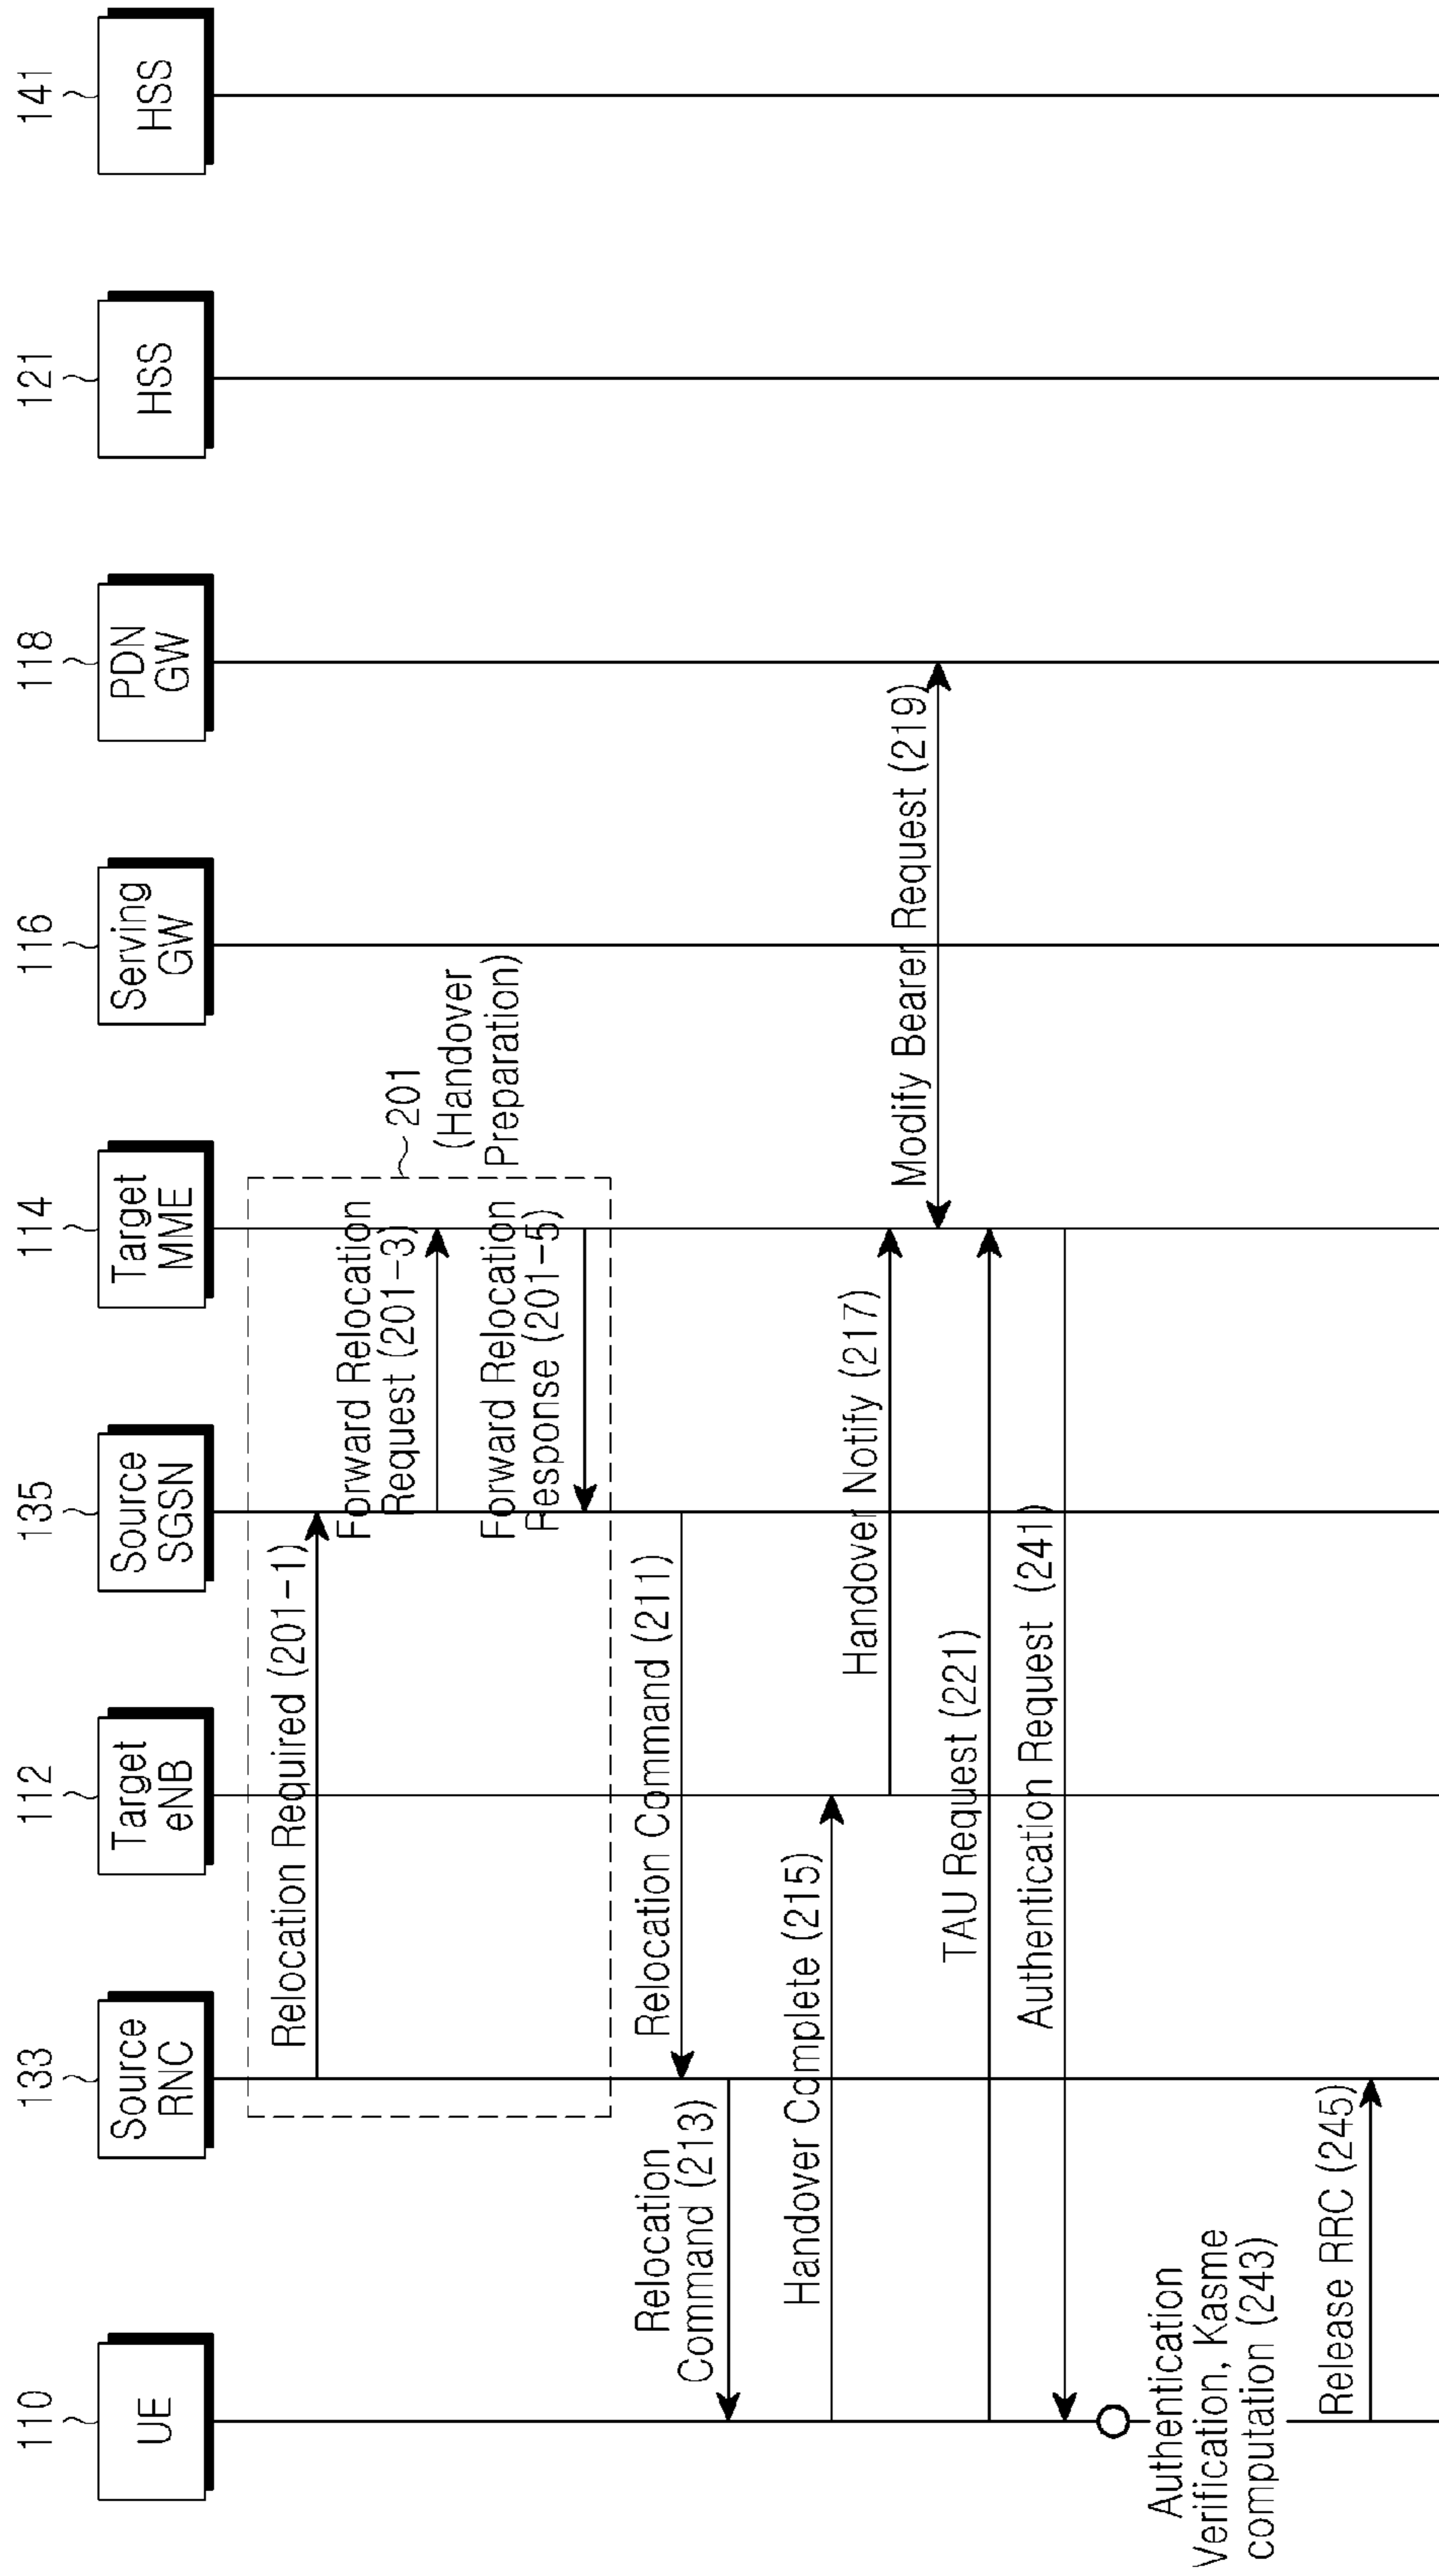 110
133
112
135
114
116
118
121
141
UE
Source
RNC
Target
eNB
Source
SGSN
Target
MME
Serving
GW
PDN
GW
HSS
HSS
Relocation Required (201-1)
Forward Relocation
Request (201-3)
201
(Handover
Preparation)
Forward Relocation
Response (201-5)
Relocation Command (211)
Relocation
Command (213)
Handover Complete (215)
Handover Notify (217)
Modify Bearer Request (219)
TAU Request (221)
Authentication Request (241)
Authentication
Verification, Kasme
computation (243)
Release RRC (245)